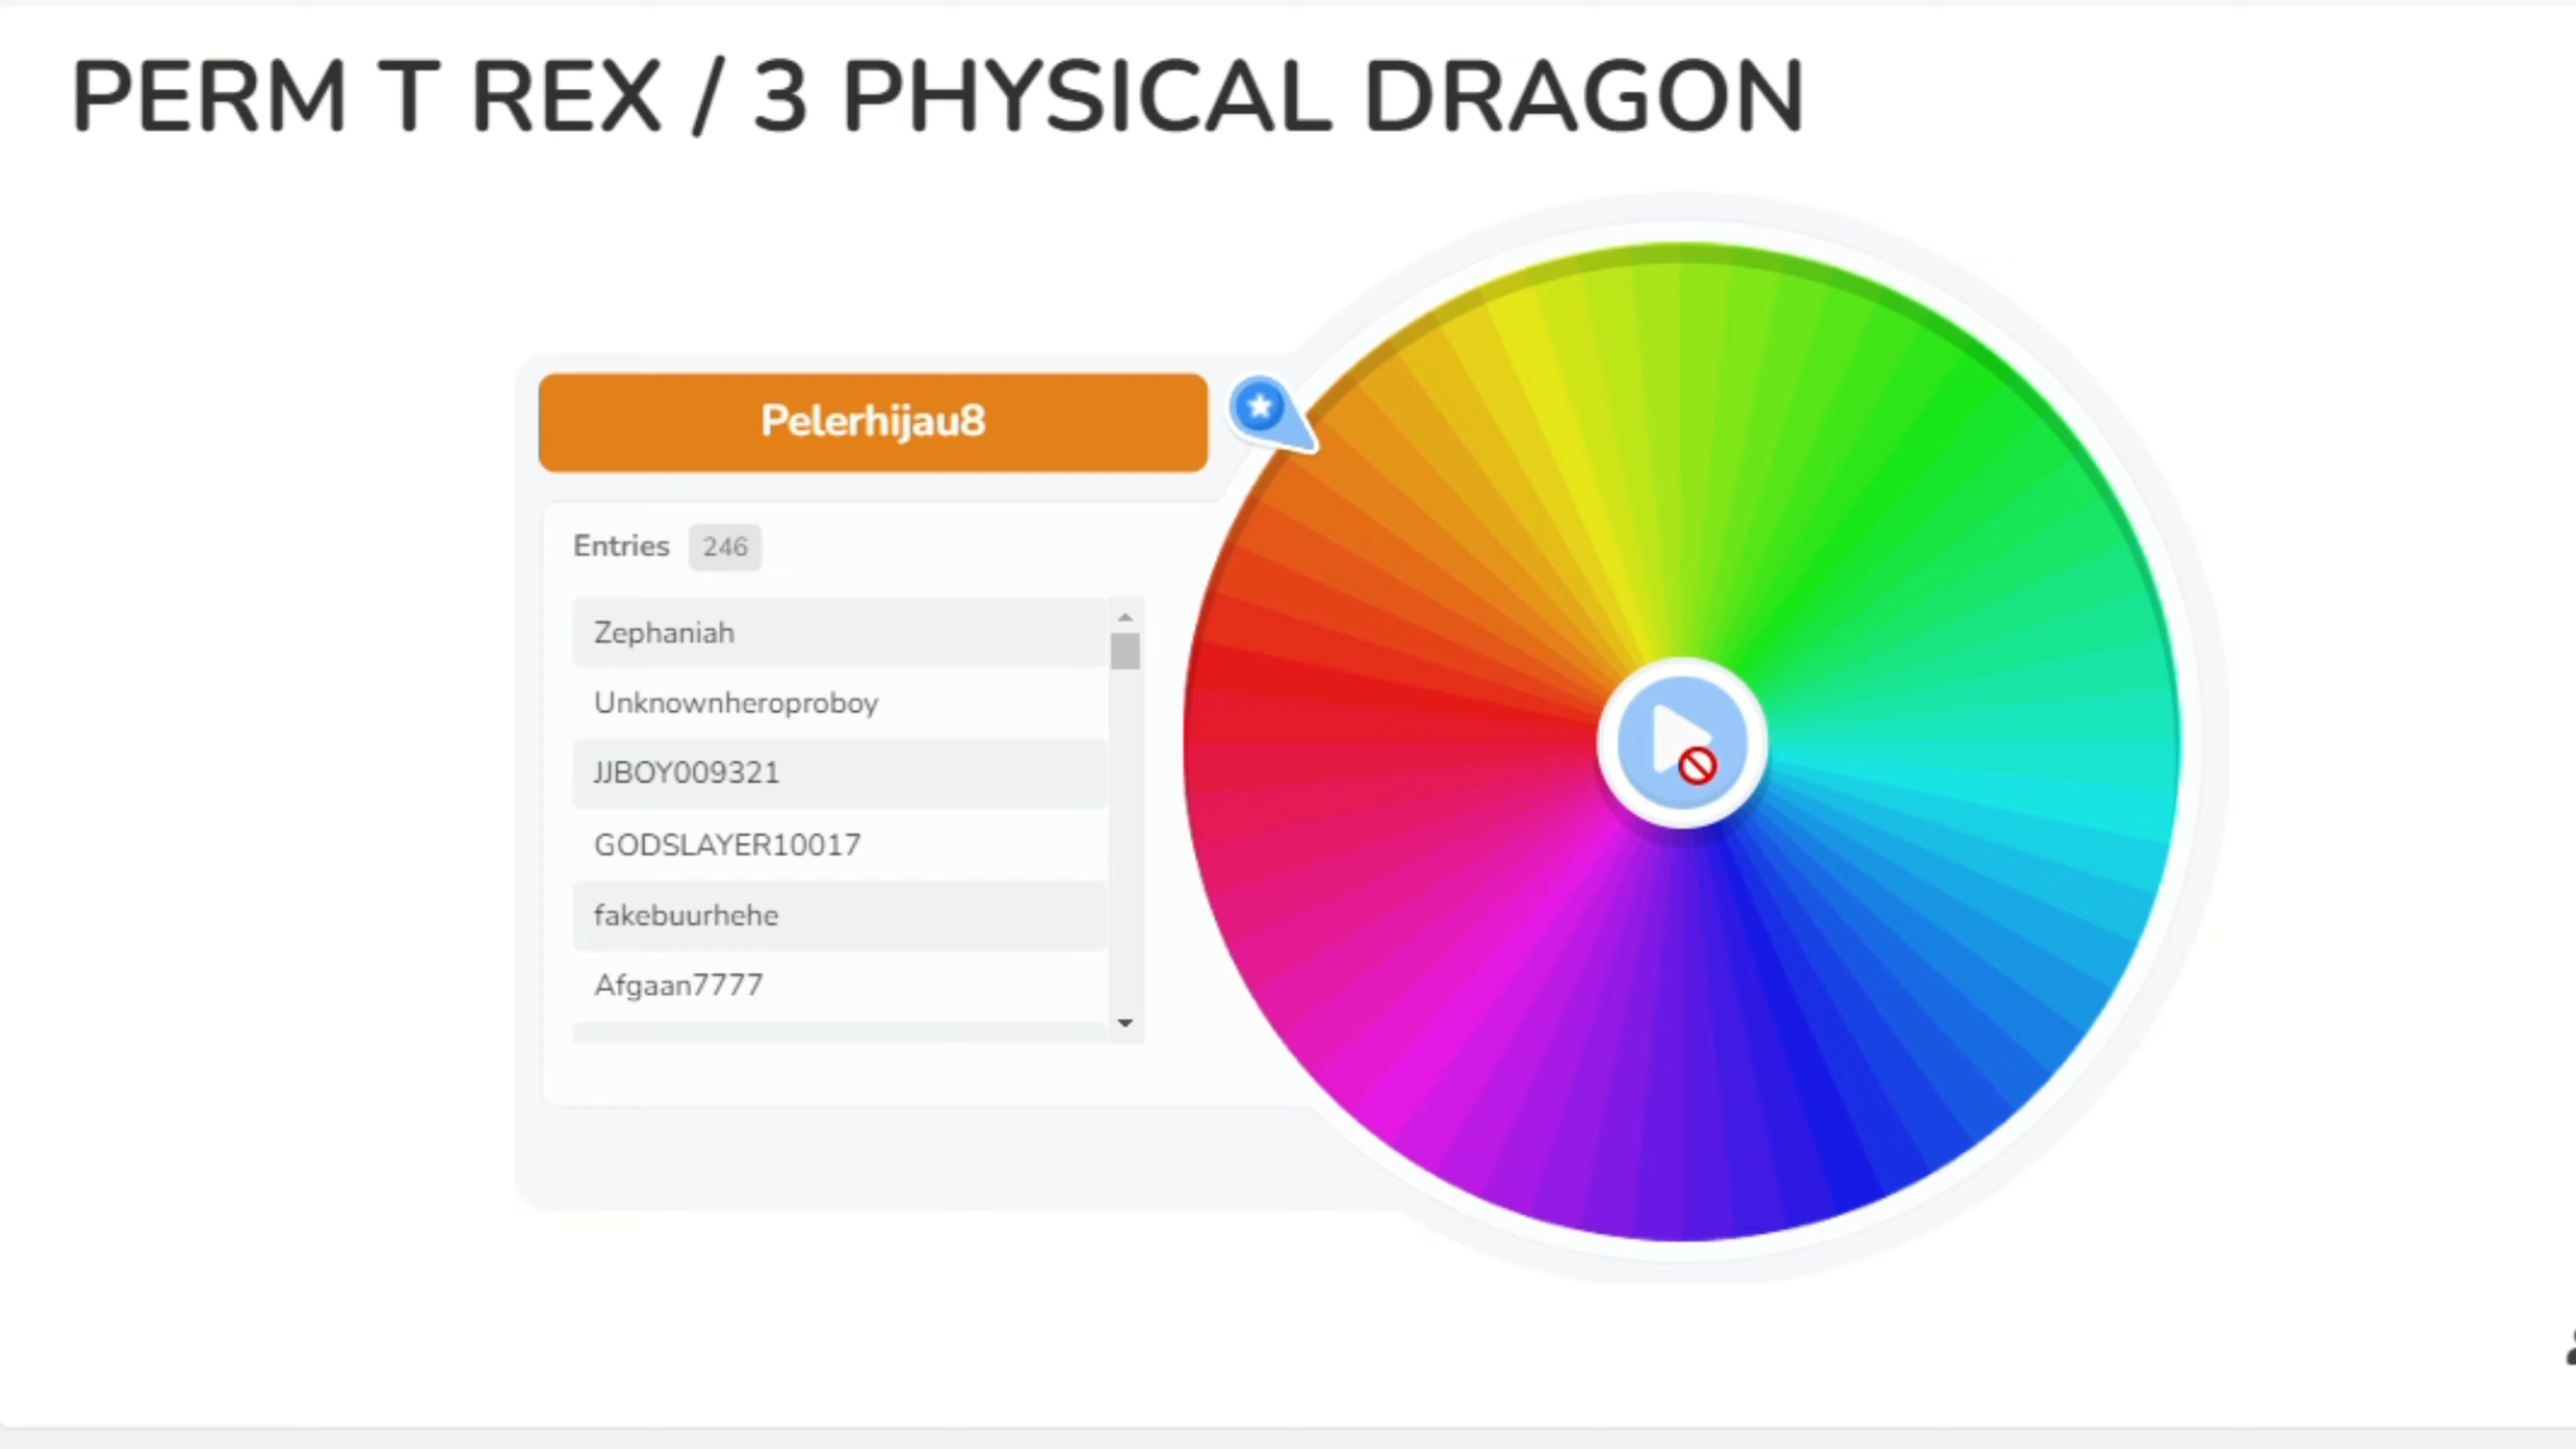 PERM T REX / 3 PHYSICAL DRAGON
Pelerhijau8
Entries 246
Zephaniah
Unknownheroproboy
JJBOY009321
GODSLAYER10017
fakebuurhehe
Afgaan7777